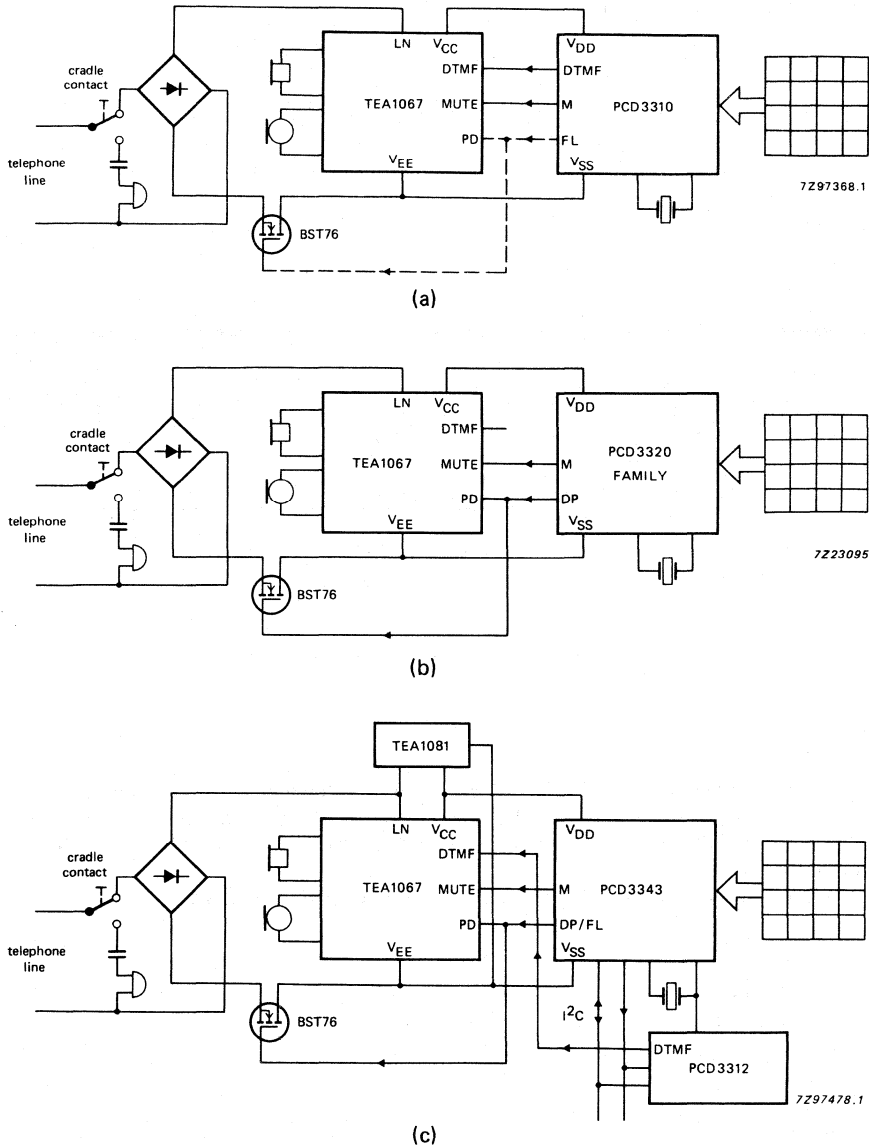 LN
VCC
VDD
cradle
contact
DTMF
DTMF
TEA1067
MUTE
M
PCD3310
PD
FL
telephone
line
VEE
VSS
7Z97368.1
BST76
(a)
LN
VCC
VDD
cradle
contact
DTMF
TEA1067
MUTE
M
PCD3320
FAMILY
PD
DP
telephone
line
VEE
VSS
7Z23095
BST76
(b)
TEA1081
LN
VCC
VDD
cradle
contact
DTMF
TEA1067
MUTE
M
PCD3343
PD
DP/FL
telephone
line
VEE
VSS
BST76
I²C
DTMF
PCD3312
7Z97478.1
(c)